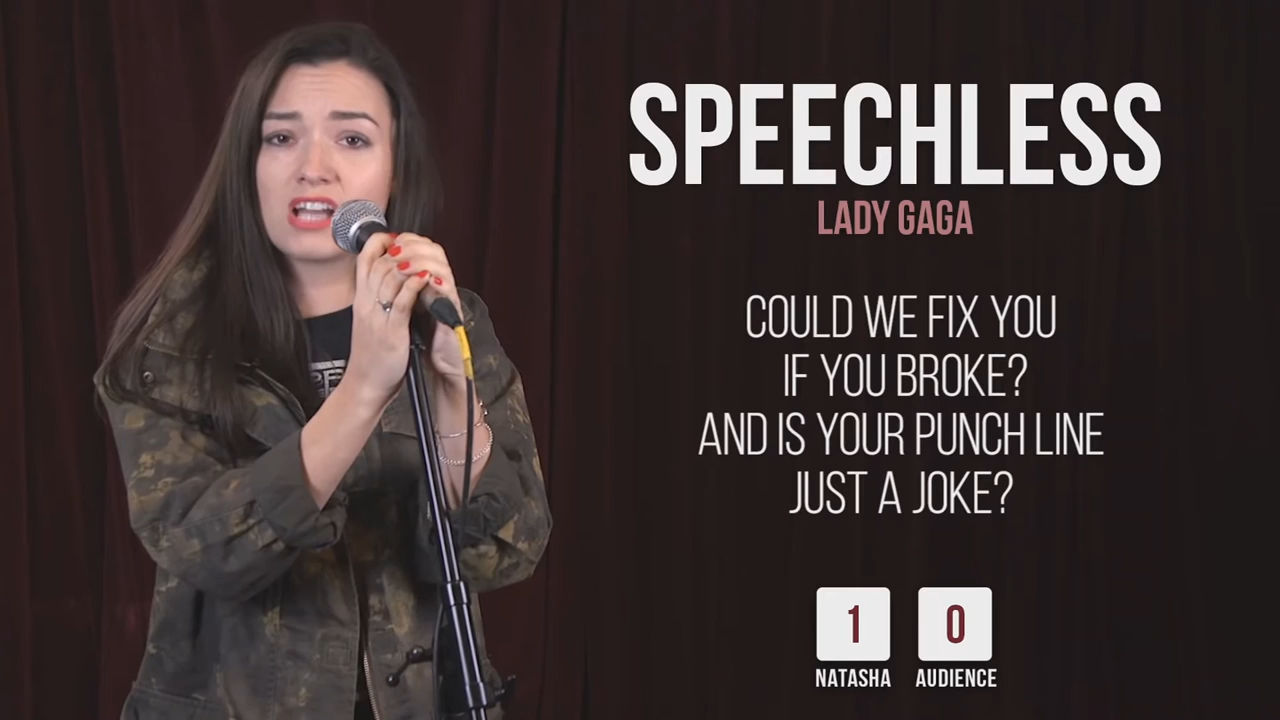 SPEECHLESS
LADY GAGA
COULD WE FIX YOU
IF YOU BROKE?
AND IS YOUR PUNCH LINE
JUST A JOKE?
1 0
NATASHA AUDIENCE